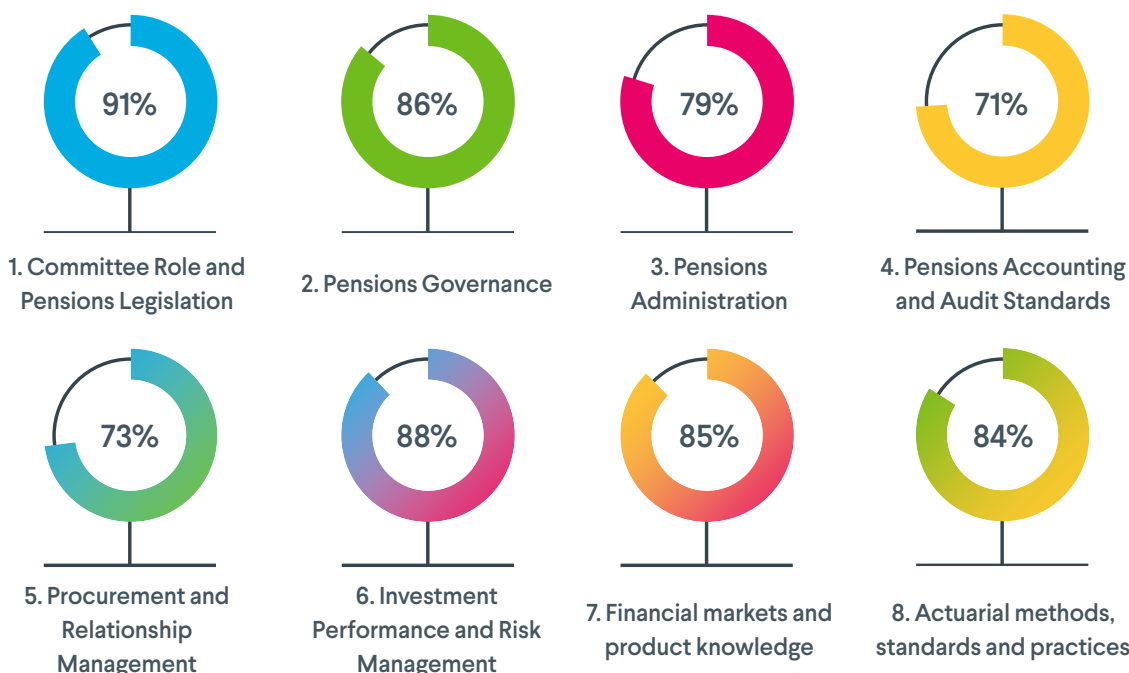 91%
86%
79%
71%
1. Committee Role and
Pensions Legislation
2. Pensions Governance
3. Pensions
Administration
4. Pensions Accounting
and Audit Standards
73%
88%
85%
84%
5. Procurement and
Relationship
Management
6. Investment
Performance and Risk
Management
7. Financial markets and
product knowledge
8. Actuarial methods,
standards and practices